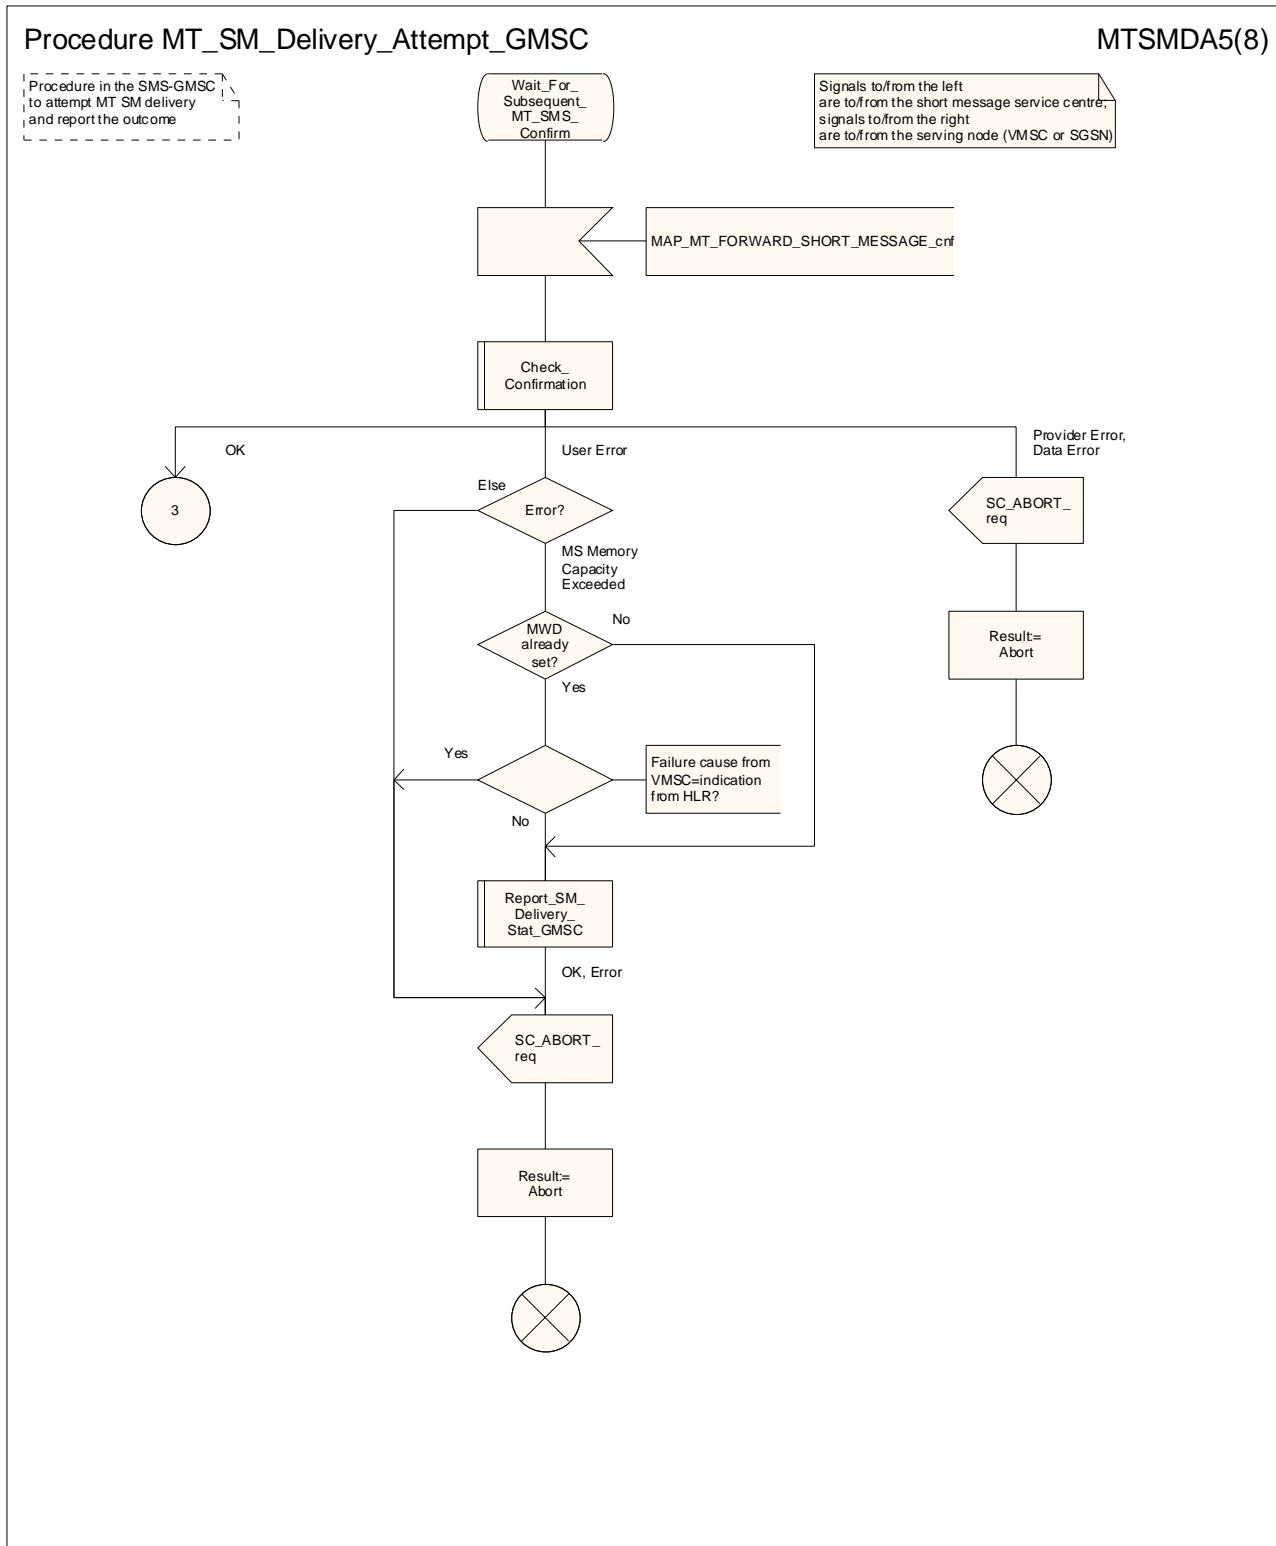 Procedure MT_SM_Delivery_Attempt_GMSC
MTSMDA5(8)
Procedure in the SMS-GMSC
to attempt MT SM delivery
and report the outcome
Wait_For_
Subsequent_
MT_SMS_
Confirm
Signals to/from the left
are to/from the short message service centre;
signals to/from the right
are to/from the serving node (VMSC or SGSN)
MAP_MT_FORWARD_SHORT_MESSAGE_cnf
Check_
Confirmation
OK
User Error
Provider Error,
Data Error
3
Else
Error?
SC_ABORT_
req
MS Memory
Capacity
Exceeded
MWD
already
set?
No
Yes
Result:=
Abort
Yes
Failure cause from
VMSC=indication
from HLR?
No
Report_SM_
Delivery_
Stat_GMSC
OK, Error
SC_ABORT_
req
Result:=
Abort